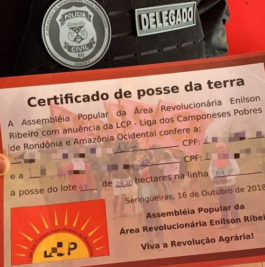 POLÍCIA
CIVIL
DELEGADO
Certificado de posse da terra
A Assembléia Popular da Área Revolucionária Enilson
Ribeiro com anuência da LCP - Liga dos Camponeses Pobres
de Rondônia e Amazônia Ocidental confere a:
CPF:
e a CPF:
a posse do lote de hectares na linha 03
Seringueiras, 16 de Outubro de 2018
Assembléia Popular da
Área Revolucionária Enilson Ribei
Viva a Revolução Agrária!
LCP